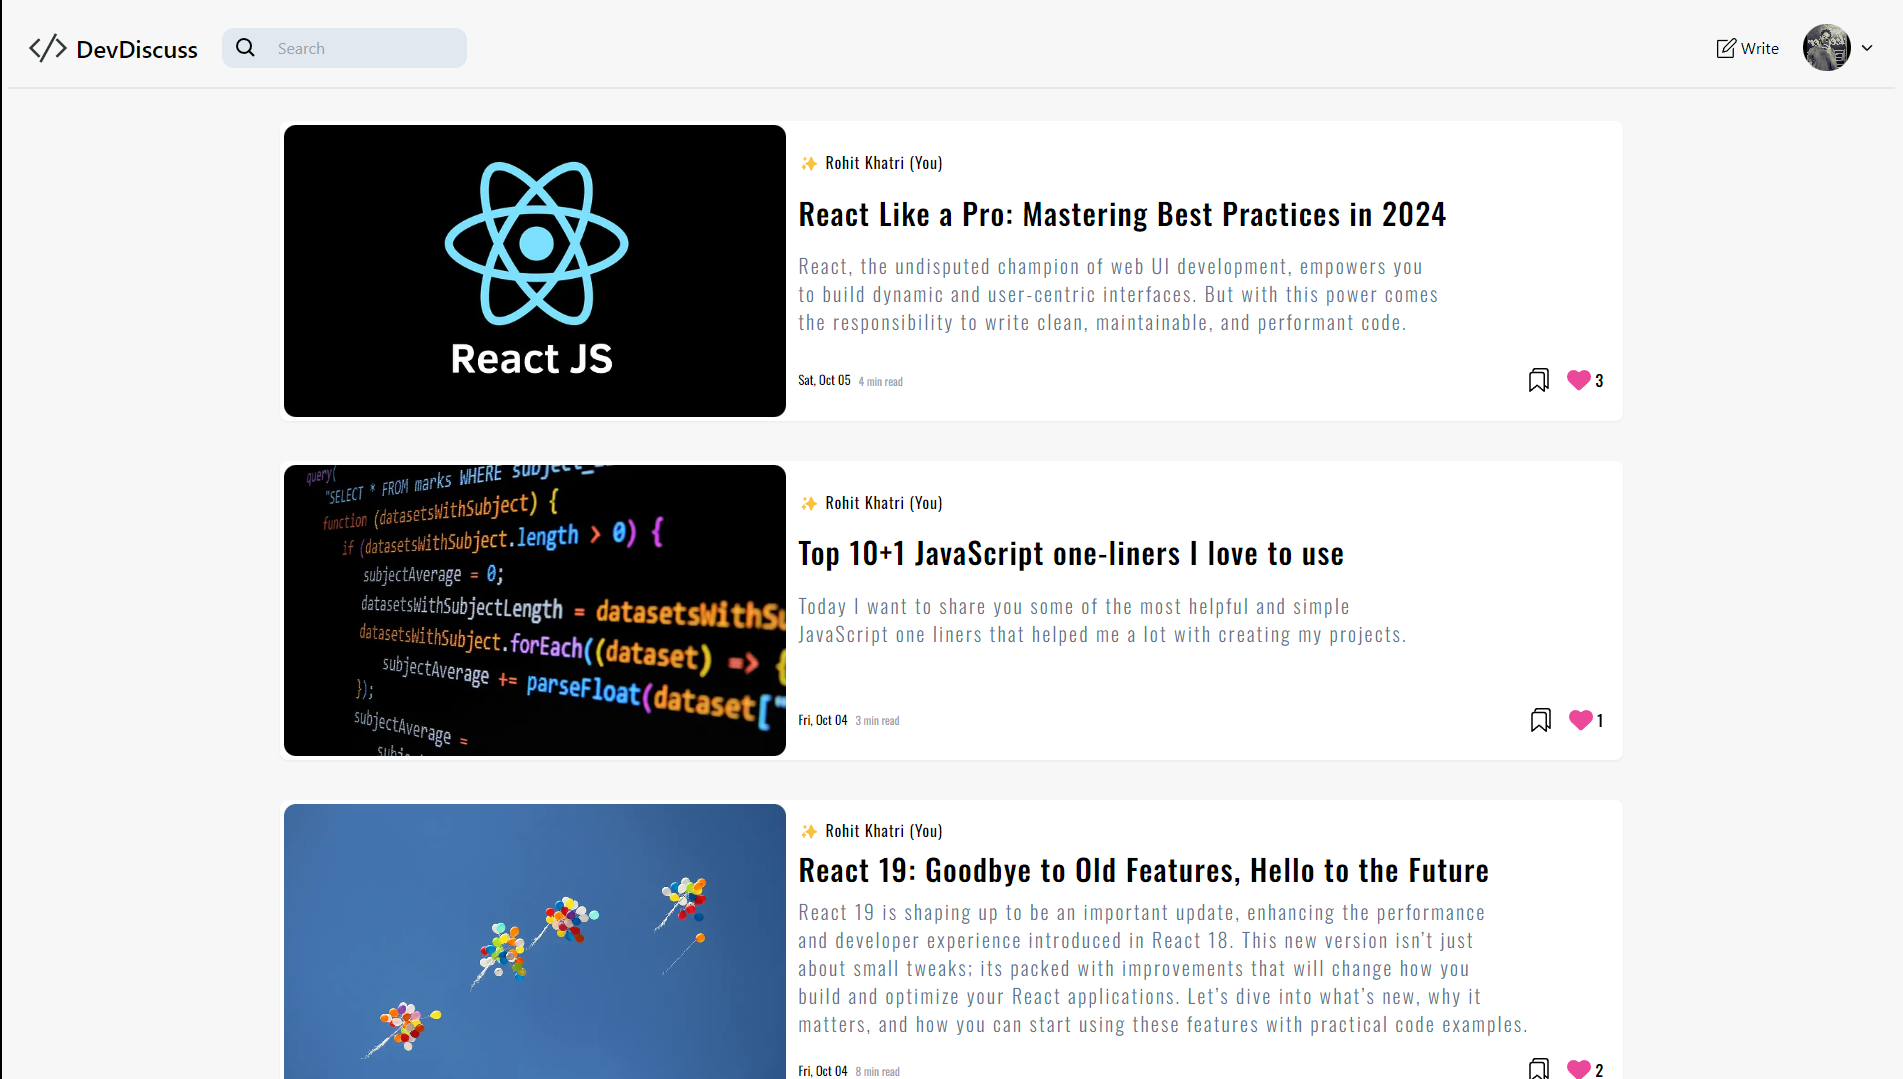 </> DevDiscuss
Search
Write
React JS
✨ Rohit Khatri (You)
React Like a Pro: Mastering Best Practices in 2024
React, the undisputed champion of web UI development, empowers you
to build dynamic and user-centric interfaces. But with this power comes
the responsibility to write clean, maintainable, and performant code.
Sat, Oct 05 4 min read
3
query(
"SELECT * FROM marks WHERE
function (datasetsWithSubject) {
if (datasetsWithSubject.length > 0) {
subjectAverage = 0;
datasetsWithSubjectLength =
datasetsWithSubject.forEach((dataset) => {
subjectAverage += parseFloat(dataset["
});
subjectAverage =
✨ Rohit Khatri (You)
Top 10+1 JavaScript one-liners I love to use
Today I want to share you some of the most helpful and simple
JavaScript one liners that helped me a lot with creating my projects.
Fri, Oct 04 3 min read
1
✨ Rohit Khatri (You)
React 19: Goodbye to Old Features, Hello to the Future
React 19 is shaping up to be an important update, enhancing the performance
and developer experience introduced in React 18. This new version isn’t just
about small tweaks; its packed with improvements that will change how you
build and optimize your React applications. Let’s dive into what’s new, why it
matters, and how you can start using these features with practical code examples.
Fri, Oct 04 8 min read
2